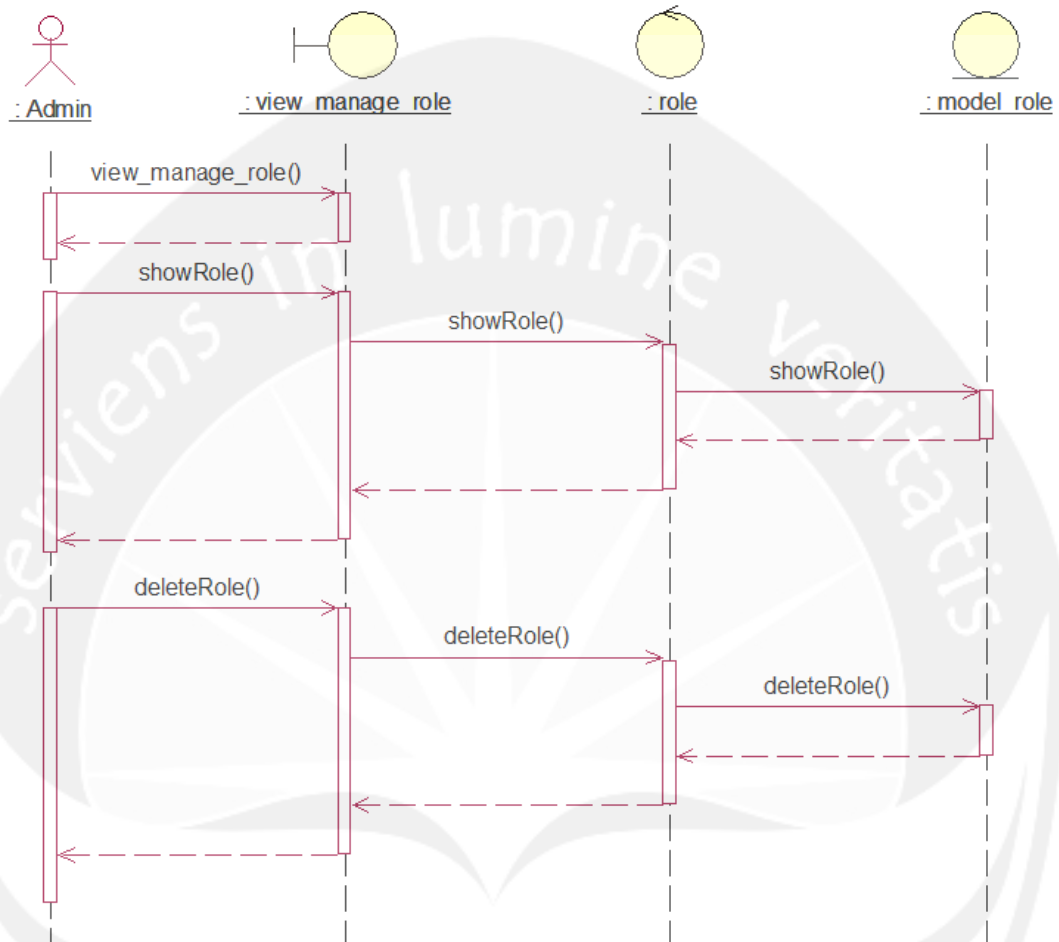 : Admin
: view_manage_role
: role
: model_role
view_manage_role()
showRole()
showRole()
showRole()
deleteRole()
deleteRole()
deleteRole()
serviens in lumine veritatis